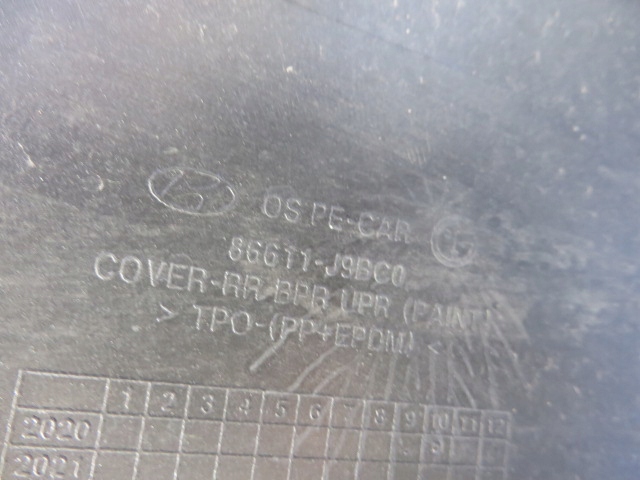 OS PE-CAR
86611-J9BC0
COVER-RR BPR UPR (PAINT)
> TPO-(PP+EPDM) <
1 2 3 4 5 6 7 8 9 10 11 12
2020
2021